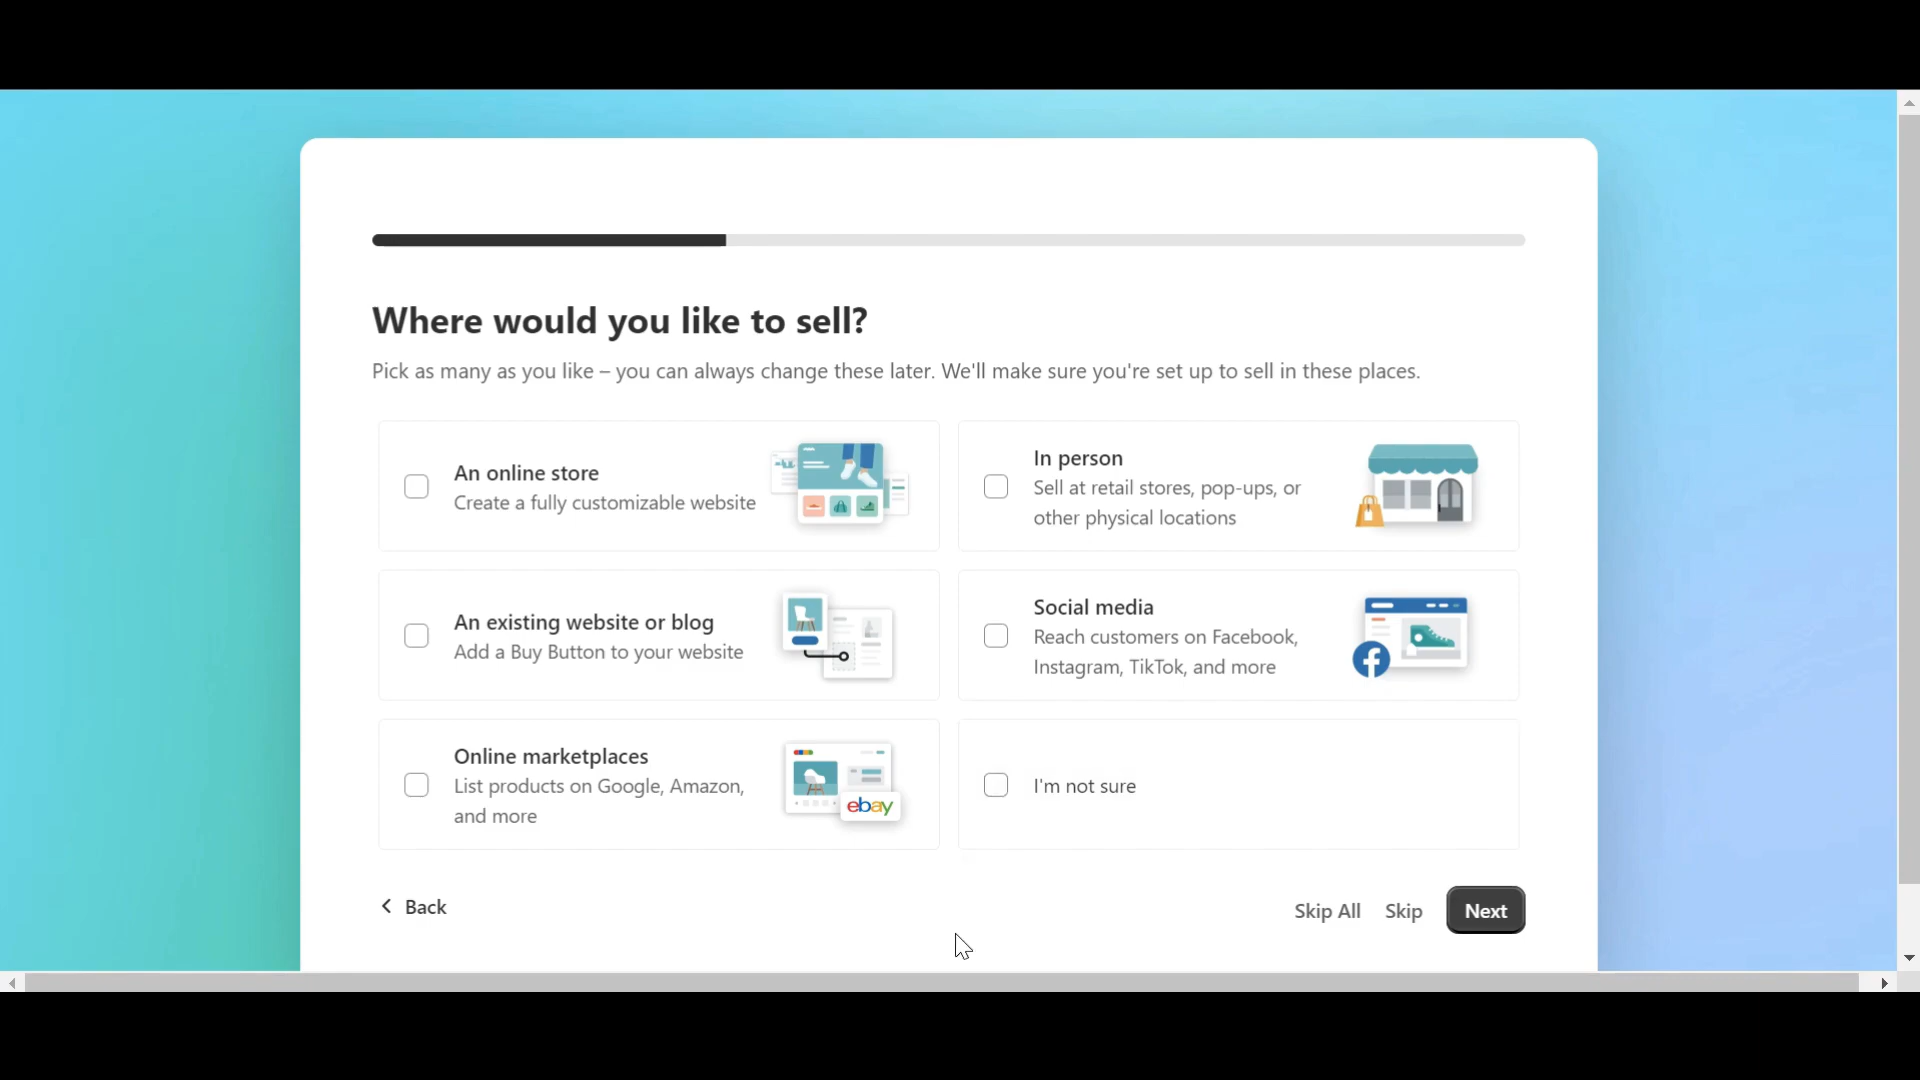 Where would you like to sell?
Pick as many as you like – you can always change these later. We'll make sure you're set up to sell in these places.
An online store
Create a fully customizable website
In person
Sell at retail stores, pop-ups, or
other physical locations
An existing website or blog
Add a Buy Button to your website
Social media
Reach customers on Facebook,
Instagram, TikTok, and more
Online marketplaces
List products on Google, Amazon,
and more
ebay
I'm not sure
Back
Skip All
Skip
Next